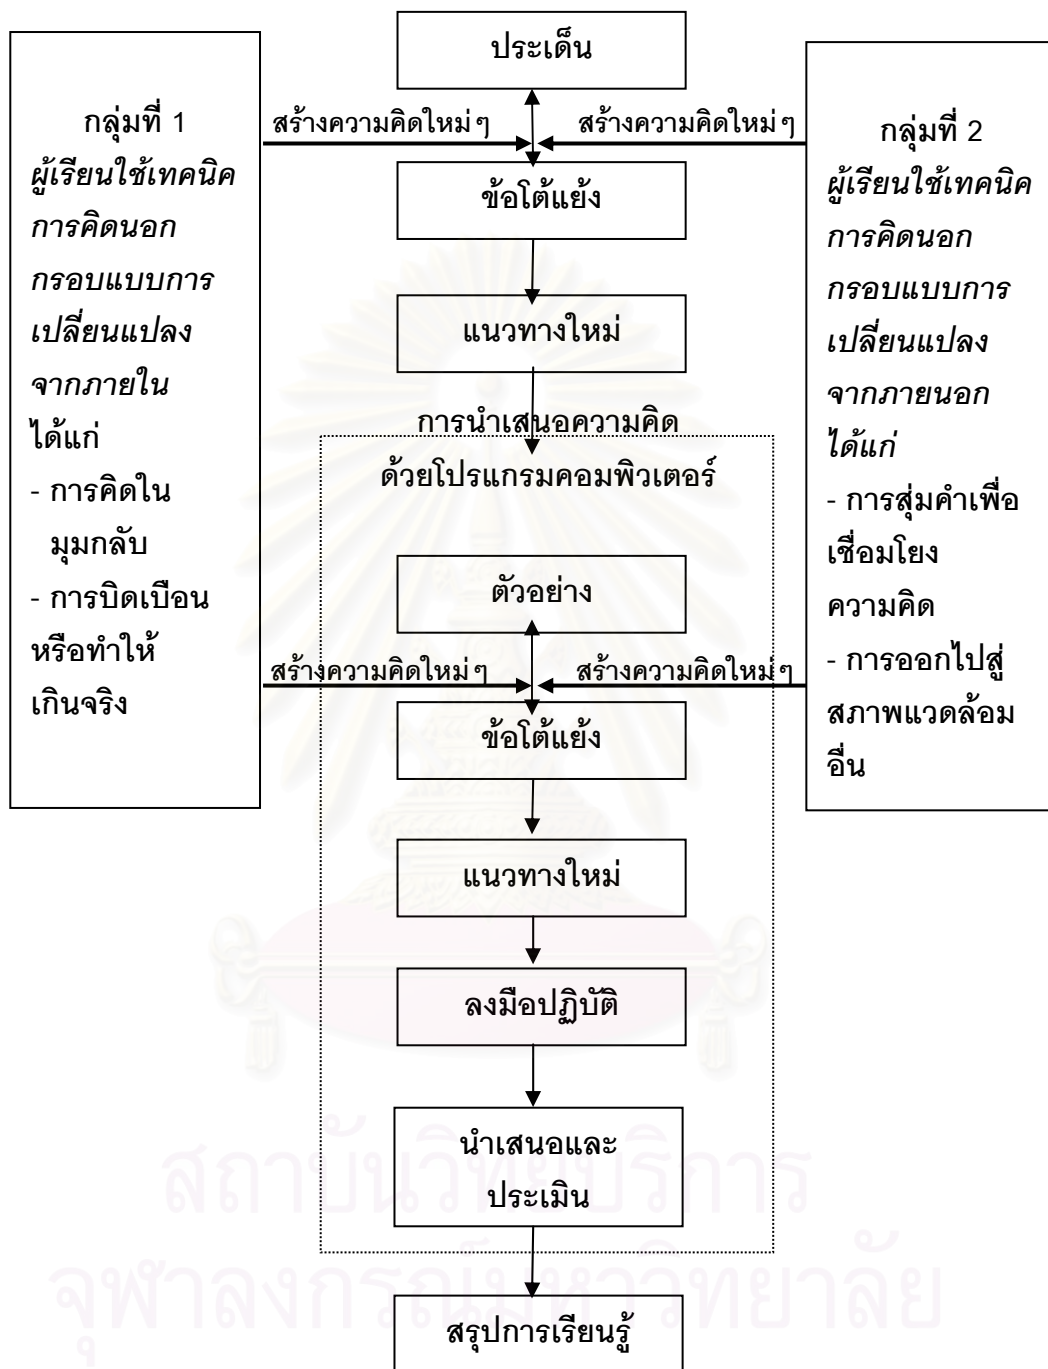 ประเด็น
กลุ่มที่ 1
ผู้เรียนใช้เทคนิค
การคิดนอก
กรอบแบบการ
เปลี่ยนแปลง
จากภายใน
ได้แก่
- การคิดใน
มุมกลับ
- การบิดเบือน
หรือทำให้
เกินจริง
สร้างความคิดใหม่ๆ
สร้างความคิดใหม่ๆ
กลุ่มที่ 2
ผู้เรียนใช้เทคนิค
การคิดนอก
กรอบแบบการ
เปลี่ยนแปลง
จากภายนอก
ได้แก่
- การสุ่มคำเพื่อ
เชื่อมโยง
ความคิด
- การออกไปสู่
สภาพแวดล้อม
อื่น
ข้อโต้แย้ง
แนวทางใหม่
การนำเสนอความคิด
ด้วยโปรแกรมคอมพิวเตอร์
ตัวอย่าง
สร้างความคิดใหม่ๆ
สร้างความคิดใหม่ๆ
ข้อโต้แย้ง
แนวทางใหม่
ลงมือปฏิบัติ
นำเสนอและ
ประเมิน
สรุปการเรียนรู้
สถาบันวิทยบริการ
จุฬาลงกรณ์มหาวิทยาลัย